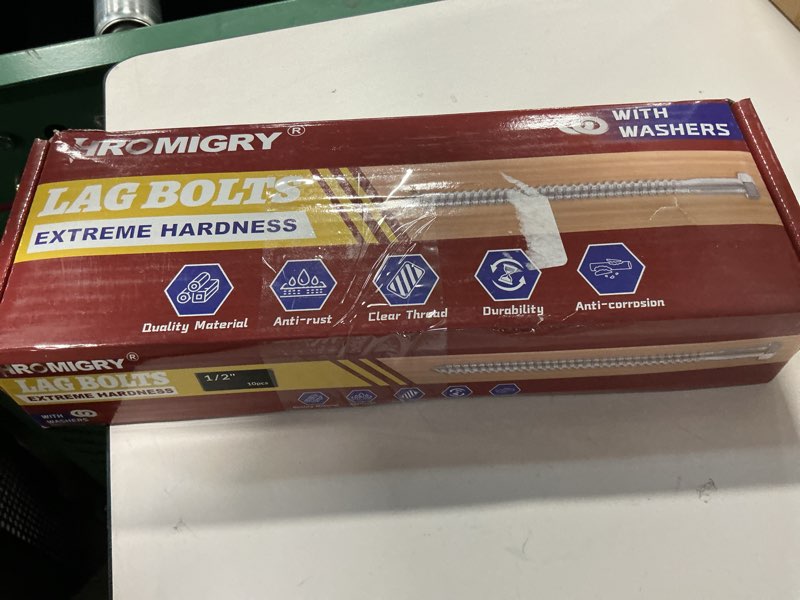 HROMIGRY®
WITH
WASHERS
LAG BOLTS
EXTREME HARDNESS
Quality Material
Anti-rust
Clear Thread
Durability
Anti-corrosion
HROMIGRY®
LAG BOLTS
EXTREME HARDNESS
1/2"
10pcs
WITH
WASHERS